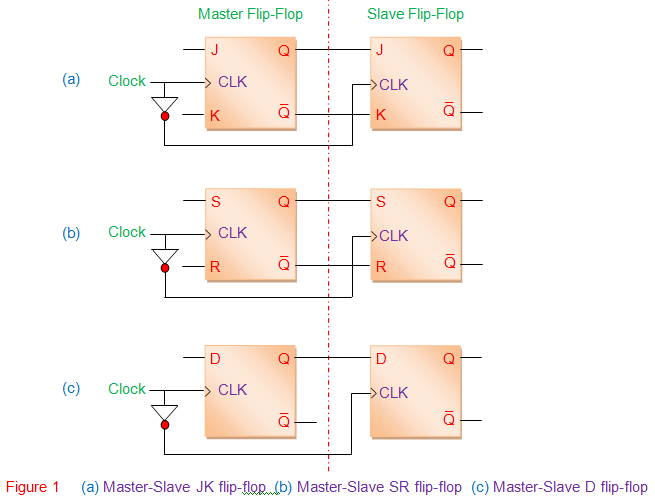 Master Flip-Flop Slave Flip-Flop
J Q J Q
(a) Clock CLK CLK
K Q̅ K Q̅
S Q S Q
(b) Clock CLK CLK
R Q̅ R Q̅
D Q D Q
(c) Clock CLK CLK
Q̅ Q̅
Figure 1 (a) Master-Slave JK flip-flop (b) Master-Slave SR flip-flop (c) Master-Slave D flip-flop